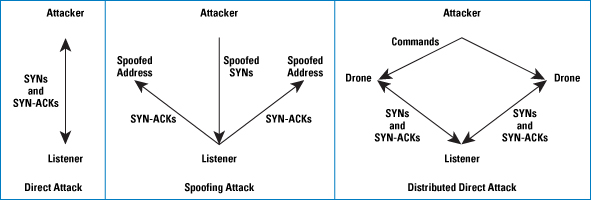 Attacker
SYNs
and
SYN-ACKs
Listener
Direct Attack
Attacker
Spoofed
Address
Spoofed
SYNs
Spoofed
Address
SYN-ACKs
SYN-ACKs
Listener
Spoofing Attack
Attacker
Commands
Drone
Drone
SYNs
and
SYN-ACKs
SYNs
and
SYN-ACKs
Listener
Distributed Direct Attack